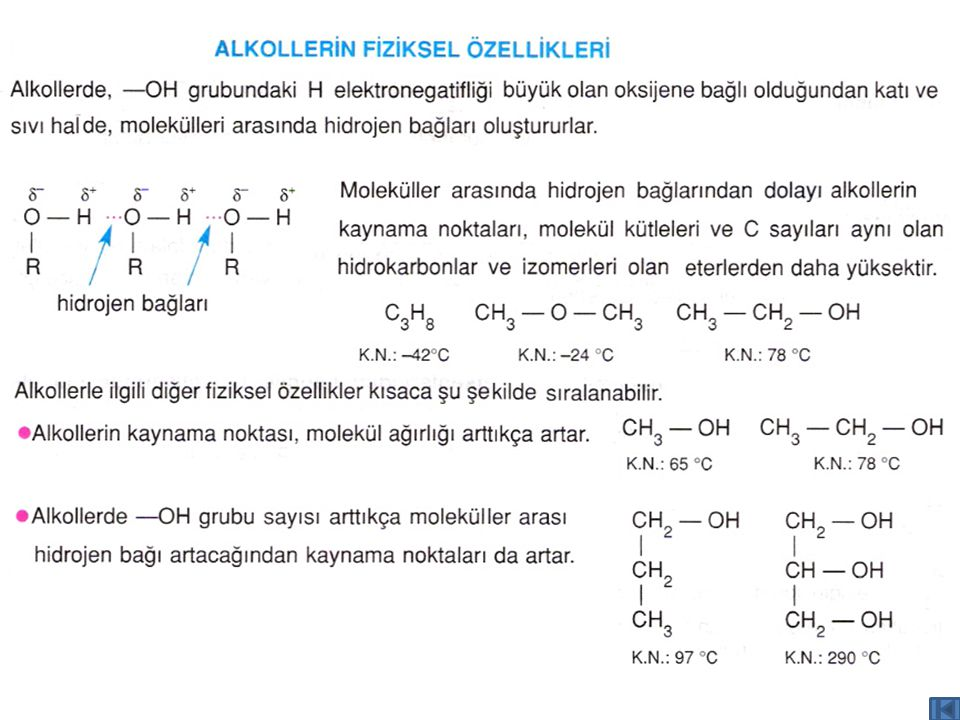 ALKOLLERİN FİZİKSEL ÖZELLİKLERİ
Alkollerde, —OH grubundaki H elektronegatifliği büyük olan oksijene bağlı olduğundan katı ve
sıvı halde, molekülleri arasında hidrojen bağları oluştururlar.
δ⁻ δ⁺ δ⁻ δ⁺ δ⁻ δ⁺
O — H ···O — H ···O — H
| | |
R R R
hidrojen bağları
Moleküller arasında hidrojen bağlarından dolayı alkollerin
kaynama noktaları, molekül kütleleri ve C sayıları aynı olan
hidrokarbonlar ve izomerleri olan eterlerden daha yüksektir.
C₃H₈ CH₃ — O — CH₃ CH₃ — CH₂ — OH
K.N.: –42°C K.N.: –24 °C K.N.: 78 °C
Alkollerle ilgili diğer fiziksel özellikler kısaca şu şekilde sıralanabilir.
●Alkollerin kaynama noktası, molekül ağırlığı arttıkça artar.
CH₃ — OH CH₃ — CH₂ — OH
K.N.: 65 °C K.N.: 78 °C
●Alkollerde —OH grubu sayısı arttıkça moleküller arası
hidrojen bağı artacağından kaynama noktaları da artar.
CH₂ — OH CH₂ — OH
| |
CH₂ CH — OH
| |
CH₃ CH₂ — OH
K.N.: 97 °C K.N.: 290 °C